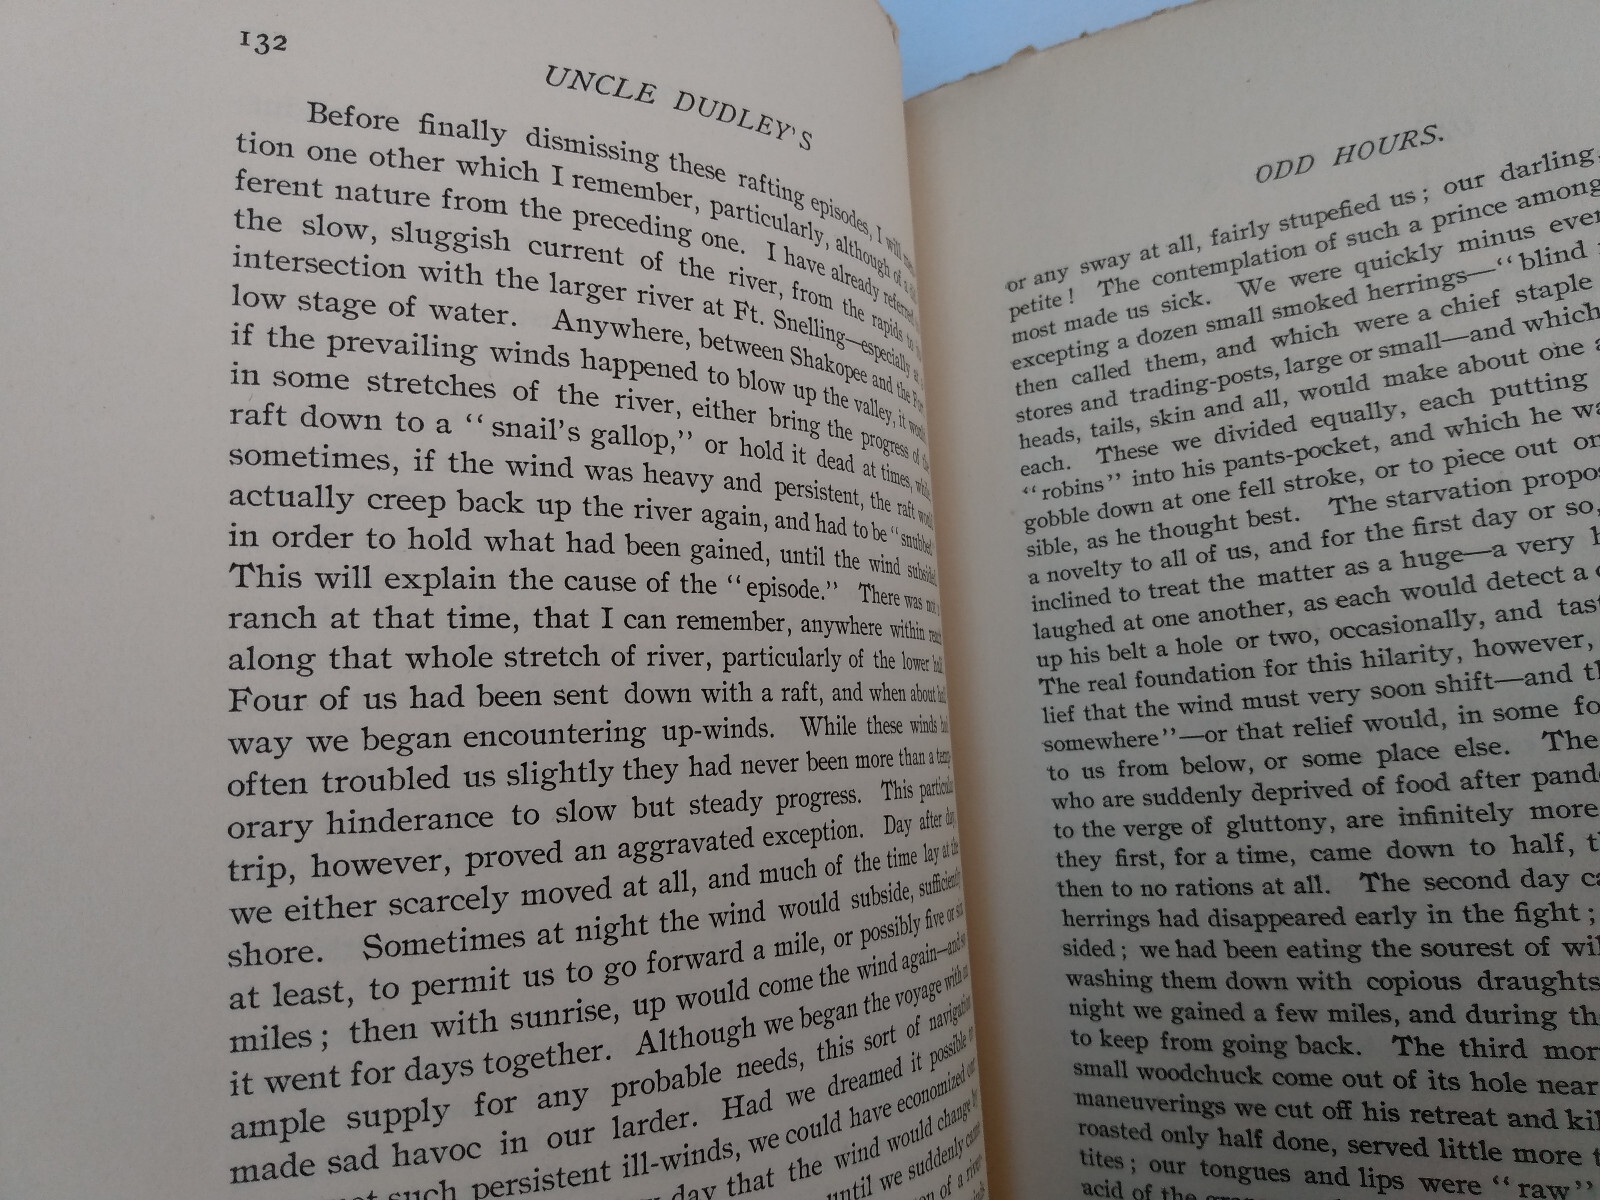 132
UNCLE DUDLEY'S
Before finally dismissing these rafting episodes, I will
tion one other which I remember, particularly, although of a
ferent nature from the preceding one. I have already referred
the slow, sluggish current of the river, from the rapids to
intersection with the larger river at Ft. Snelling—especially at
low stage of water. Anywhere, between Shakopee and the
if the prevailing winds happened to blow up the valley, it would
in some stretches of the river, either bring the progress of the
raft down to a "snail's gallop," or hold it dead at times, while
sometimes, if the wind was heavy and persistent, the raft would
actually creep back up the river again, and had to be "snubbed"
in order to hold what had been gained, until the wind subsided.
This will explain the cause of the "episode." There was not
ranch at that time, that I can remember, anywhere within reach
along that whole stretch of river, particularly of the lower half
Four of us had been sent down with a raft, and when about half
way we began encountering up-winds. While these winds had
often troubled us slightly they had never been more than a temp
orary hinderance to slow but steady progress. This particular
trip, however, proved an aggravated exception. Day after day,
we either scarcely moved at all, and much of the time lay at the
shore. Sometimes at night the wind would subside, sufficiently
at least, to permit us to go forward a mile, or possibly five or six
miles; then with sunrise, up would come the wind again—and so
it went for days together. Although we began the voyage with an
ample supply for any probable needs, this sort of navigation
made sad havoc in our larder. Had we dreamed it possible
such persistent ill-winds, we could have economized
day that the wind would change
until we suddenly came
of a river
ODD HOURS.
or any sway at all, fairly stupefied us; our darling,
petite! The contemplation of such a prince among
most made us sick. We were quickly minus ever
excepting a dozen small smoked herrings—"blind
then called them, and which were a chief staple
stores and trading-posts, large or small—and which
heads, tails, skin and all, would make about one
each. These we divided equally, each putting
"robins" into his pants-pocket, and which he wa
gobble down at one fell stroke, or to piece out
sible, as he thought best. The starvation propos
a novelty to all of us, and for the first day or so,
inclined to treat the matter as a huge—a very
laughed at one another, as each would detect a
up his belt a hole or two, occasionally, and tast
The real foundation for this hilarity, however,
lief that the wind must very soon shift—and
somewhere"—or that relief would, in some
to us from below, or some place else. The
who are suddenly deprived of food after pand
to the verge of gluttony, are infinitely more
they first, for a time, came down to half,
then to no rations at all. The second day
herrings had disappeared early in the fight;
sided; we had been eating the sourest of
washing them down with copious draughts
night we gained a few miles, and during
to keep from going back. The third
small woodchuck come out of its hole near
maneuverings we cut off his retreat and
roasted only half done, served little more
tites; our tongues and lips were "raw"
acid of the